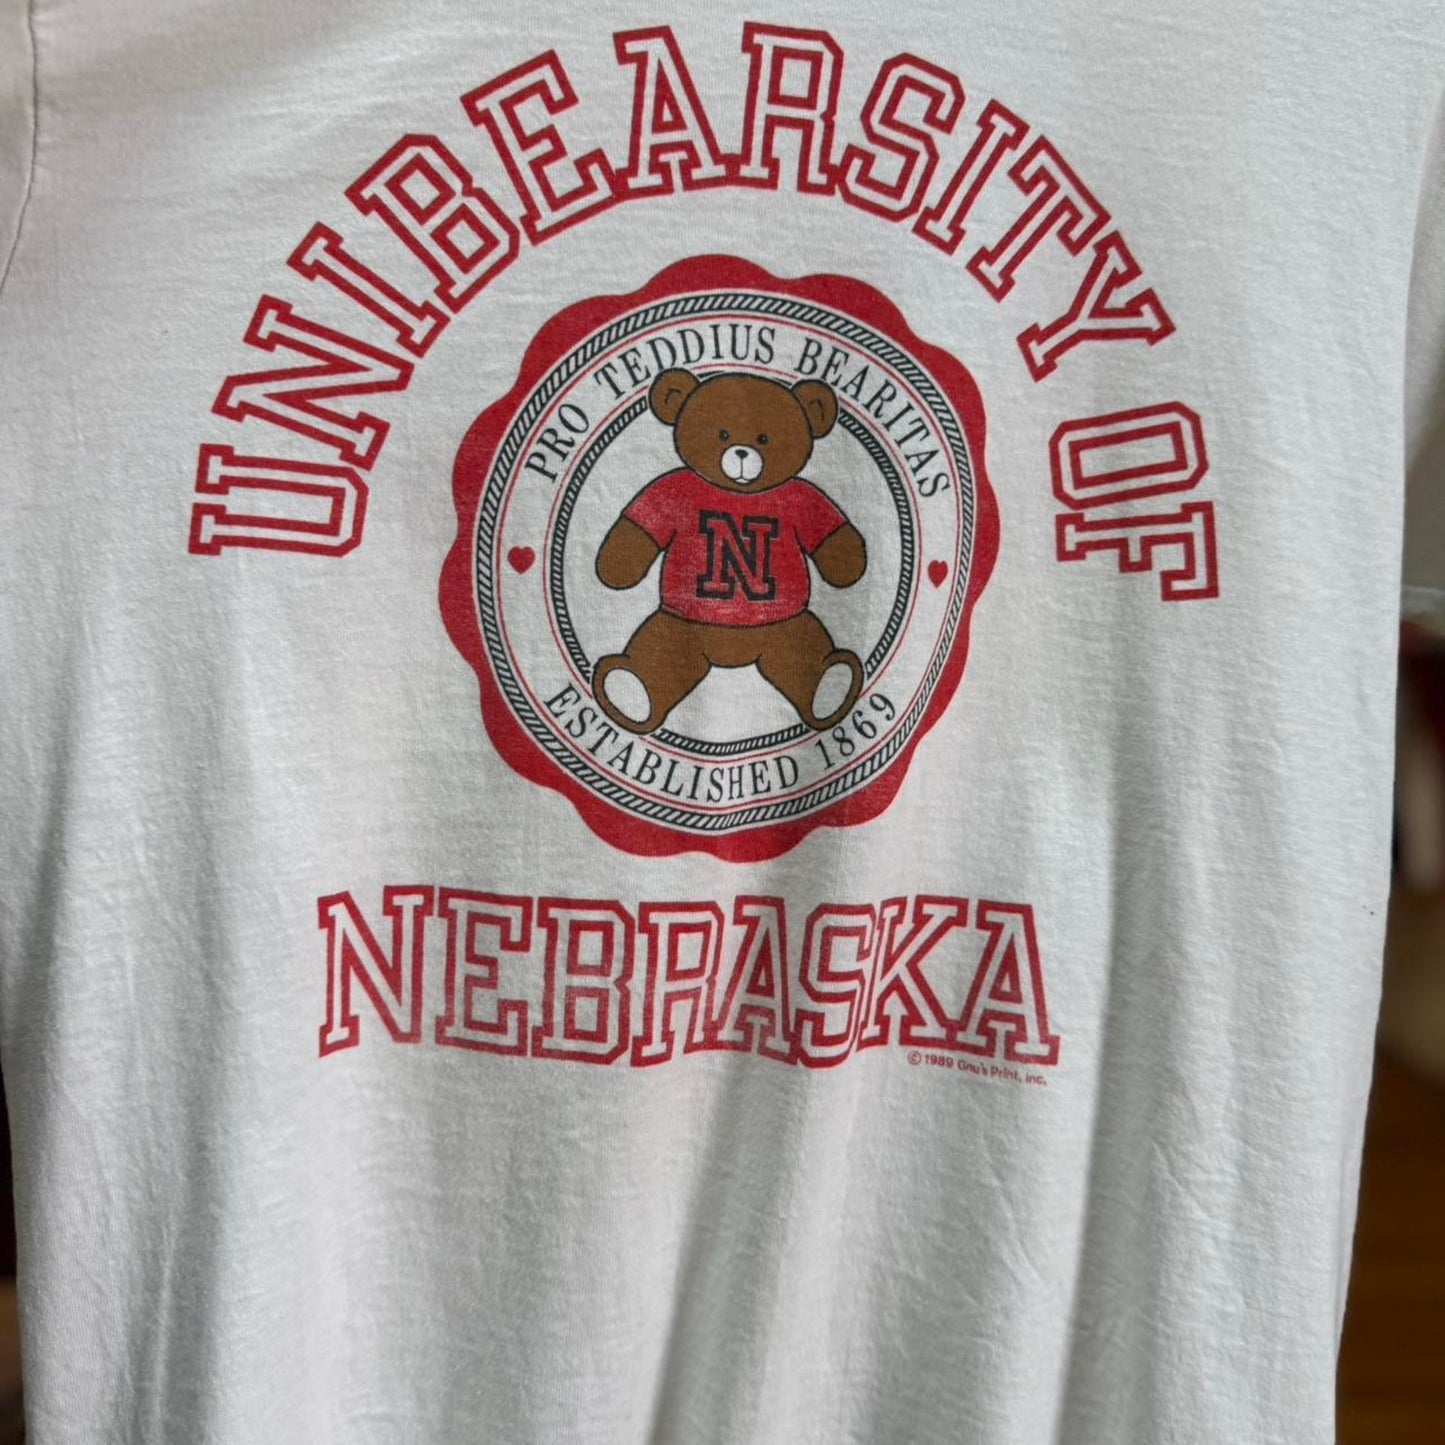 UNIBEARSITY OF
PRO TEDDIUS BEARITAS
N
ESTABLISHED 1869
NEBRASKA
© 1989 Gnu's Print, Inc.